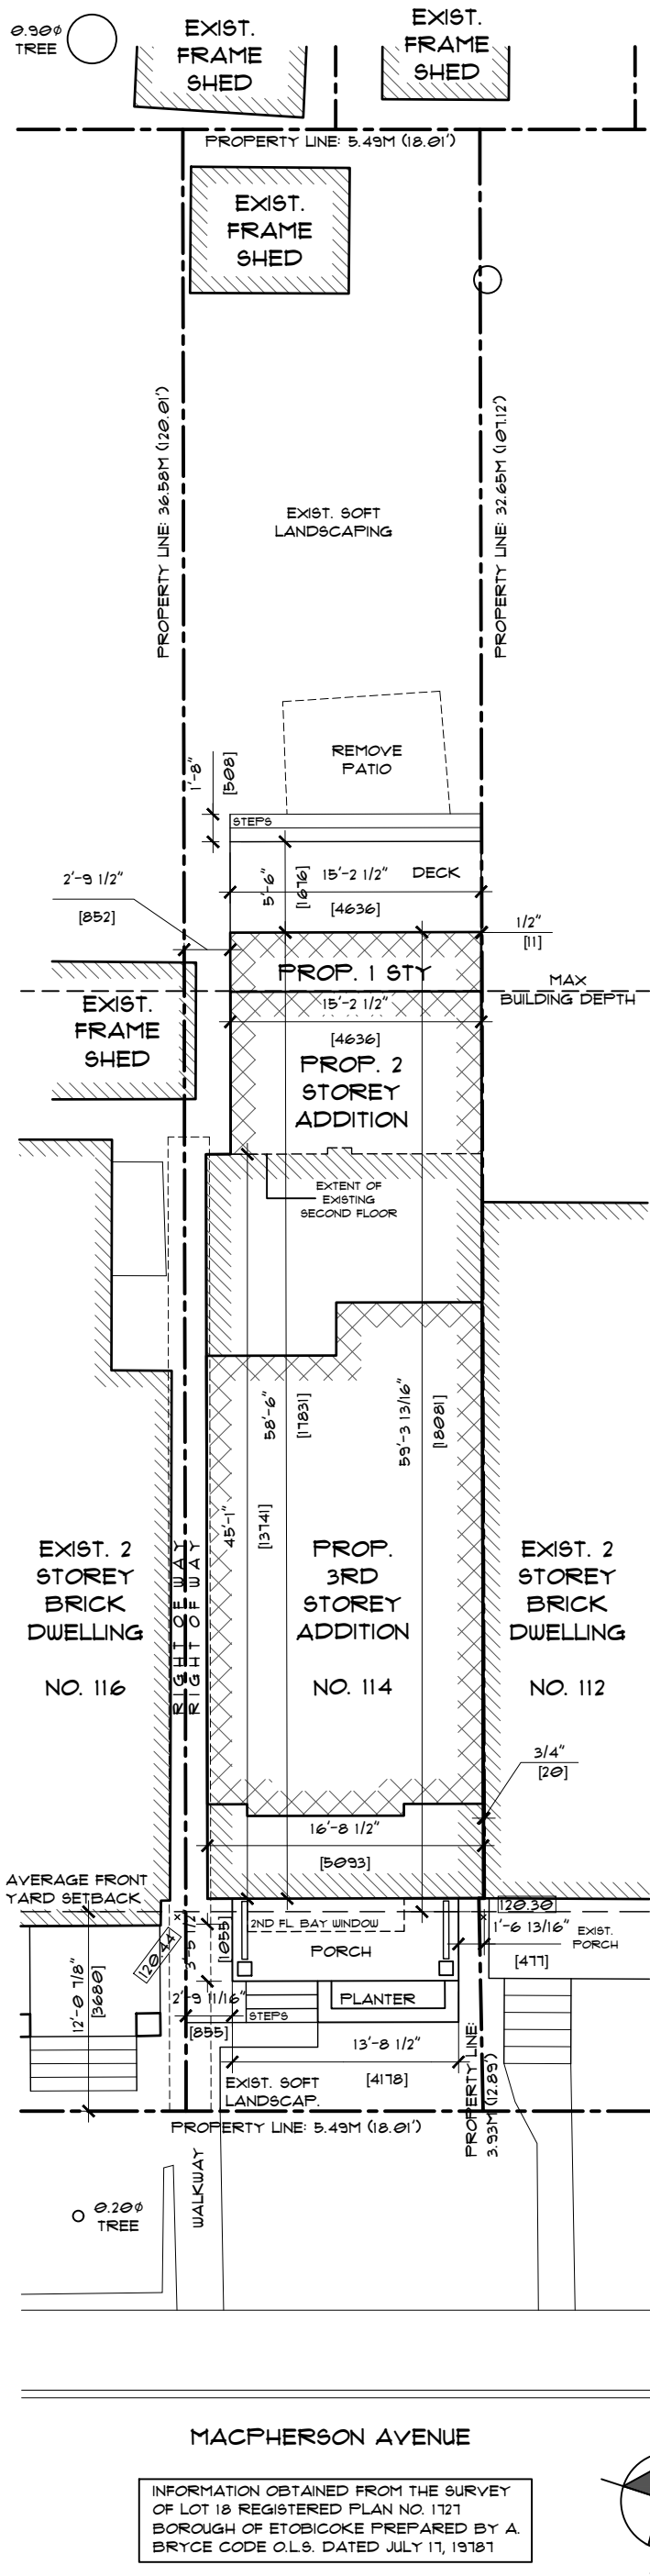 0.90ø
TREE
EXIST.
FRAME
SHED
EXIST.
FRAME
SHED
PROPERTY LINE: 5.49M (18.01')
EXIST.
FRAME
SHED
PROPERTY LINE: 36.58M (120.01')
PROPERTY LINE: 32.65M (107.12')
EXIST. SOFT
LANDSCAPING
REMOVE
PATIO
1'-8"
[508]
STEPS
2'-9 1/2"
[852]
5'-6"
[1676]
15'-2 1/2"
[4636]
DECK
1/2"
[11]
PROP. 1 STY
MAX
BUILDING DEPTH
15'-2 1/2"
[4636]
EXIST.
FRAME
SHED
PROP. 2
STOREY
ADDITION
EXTENT OF
EXISTING
SECOND FLOOR
58'-6"
[17831]
59'-3 13/16"
[18081]
45'-1"
[13741]
EXIST. 2
STOREY
BRICK
DWELLING
NO. 116
RIGHT OF WAY
RIGHT OF WAY
PROP.
3RD
STOREY
ADDITION
NO. 114
EXIST. 2
STOREY
BRICK
DWELLING
NO. 112
3/4"
[20]
16'-8 1/2"
[5093]
AVERAGE FRONT
YARD SETBACK
120.30
120.44
3'-5 1/2"
[1055]
2ND FL. BAY WINDOW
PORCH
1'-6 13/16"
[477]
EXIST.
PORCH
12'-0 7/8"
[3680]
2'-9 11/16"
[855]
STEPS
PLANTER
13'-8 1/2"
[4178]
EXIST. SOFT
LANDSCAP.
PROPERTY LINE:
3.93M (12.89')
PROPERTY LINE: 5.49M (18.01')
WALKWAY
0.20ø
TREE
MACPHERSON AVENUE
INFORMATION OBTAINED FROM THE SURVEY
OF LOT 18 REGISTERED PLAN NO. 1727
BOROUGH OF ETOBICOKE PREPARED BY A.
BRYCE CODE O.L.S. DATED JULY 17, 19787